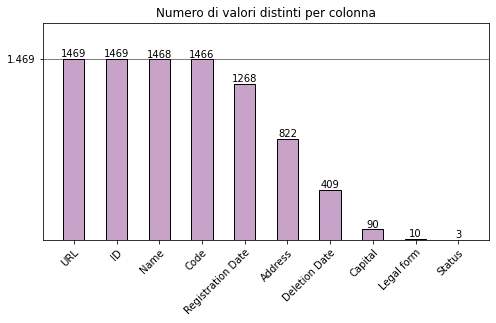 Numero di valori distinti per colonna
1.469
1469
1469
1468
1466
1268
822
409
90
10
3
URL
ID
Name
Code
Registration Date
Address
Deletion Date
Capital
Legal form
Status